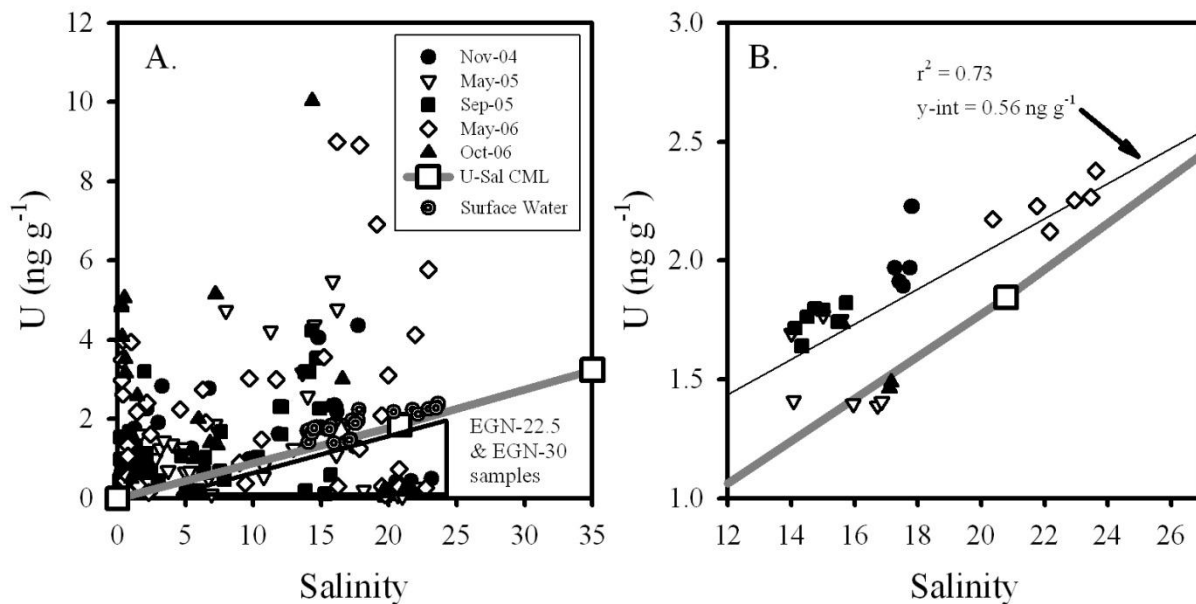 A.
U (ng g⁻¹)
12
10
8
6
4
2
0
Nov-04
May-05
Sep-05
May-06
Oct-06
U-Sal CML
Surface Water
EGN-22.5
& EGN-30
samples
0 5 10 15 20 25 30 35
Salinity
B.
U (ng g⁻¹)
3.0
2.5
2.0
1.5
1.0
r² = 0.73
y-int = 0.56 ng g⁻¹
12 14 16 18 20 22 24 26
Salinity